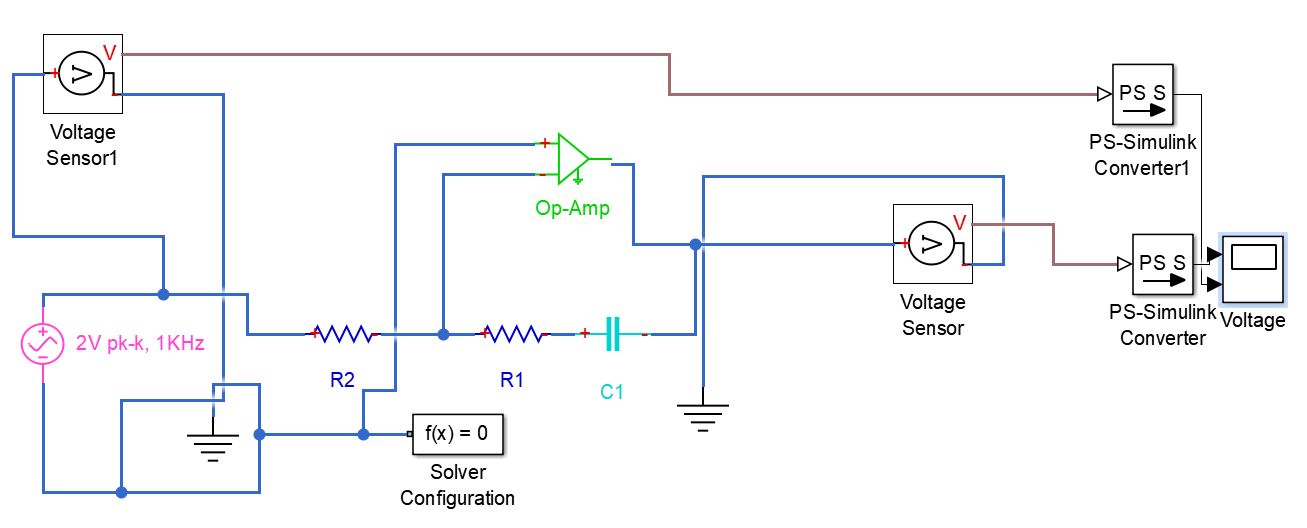 V
V
Voltage
Sensor1
PS S
PS-Simulink
Converter1
Op-Amp
V
V
Voltage
Sensor
PS S
PS-Simulink
Converter
Voltage
2V pk-k, 1KHz
R2
R1
C1
f(x) = 0
Solver
Configuration